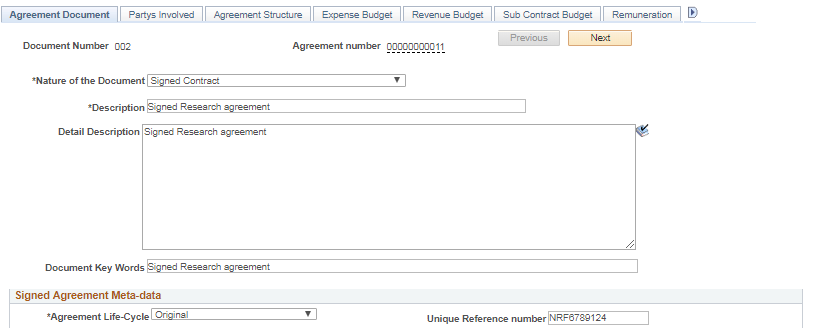 Agreement Document Partys Involved Agreement Structure Expense Budget Revenue Budget Sub Contract Budget Remuneration
Document Number 002 Agreement number 00000000011 Previous Next
*Nature of the Document Signed Contract
*Description Signed Research agreement
Detail Description Signed Research agreement
Document Key Words Signed Research agreement
Signed Agreement Meta-data
*Agreement Life-Cycle Original Unique Reference number NRF6789124